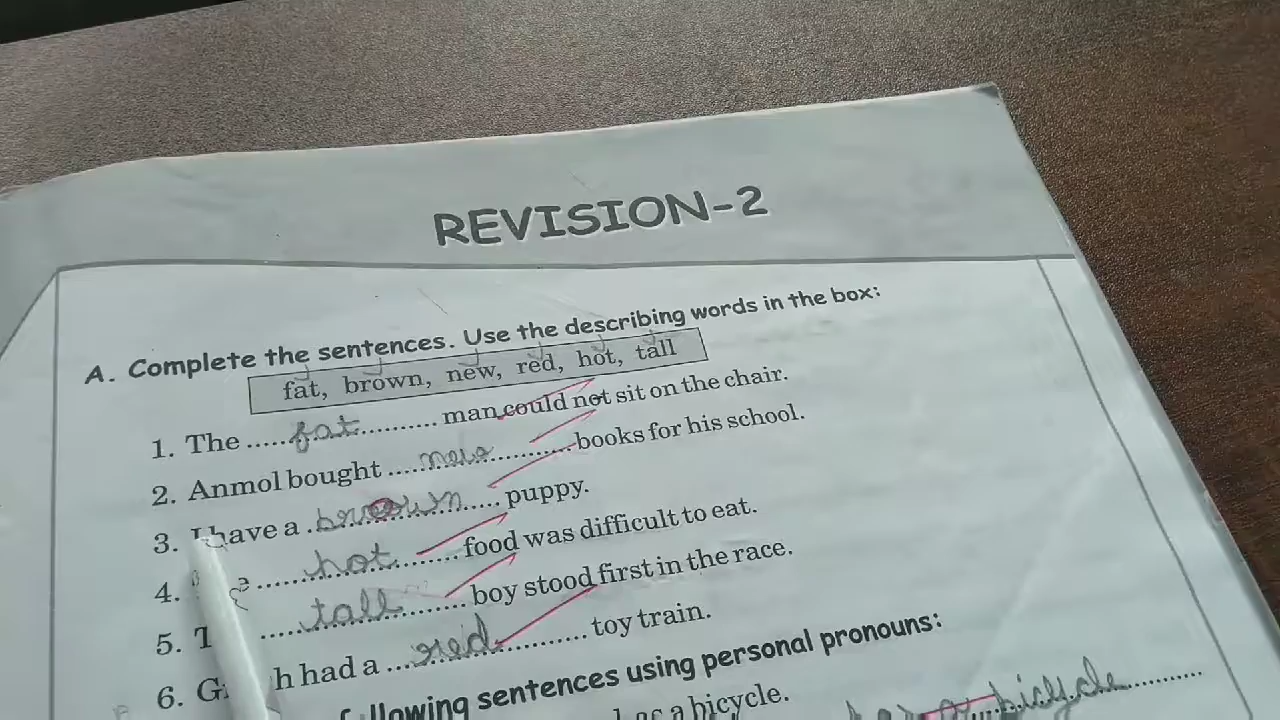 REVISION-2
A. Complete the sentences. Use the describing words in the box:
fat, brown, new, red, hot, tall
1. The ..... fat .......... man could not sit on the chair.
2. Anmol bought .... new ............ books for his school.
3. I have a . brown ..... puppy.
4. ...... hot ........ food was difficult to eat.
5. T ..... tall ......... boy stood first in the race.
6. G h had a ... red ............ toy train.
llowing sentences using personal pronouns:
a bicycle. bicycle